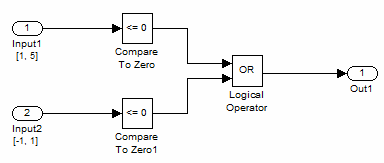 1
Input1
[1, 5]
<= 0
Compare
To Zero
OR
Logical
Operator
1
Out1
2
Input2
[-1, 1]
<= 0
Compare
To Zero1